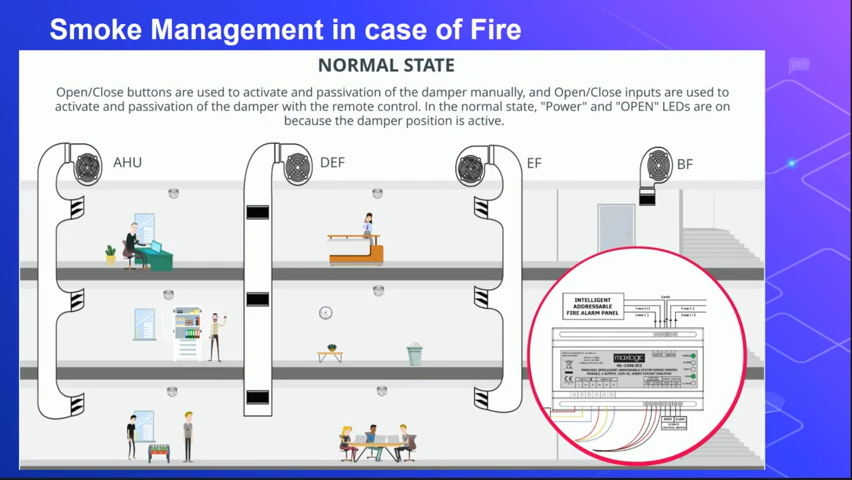 Smoke Management in case of Fire
NORMAL STATE
Open/Close buttons are used to activate and passivation of the damper manually, and Open/Close inputs are used to
activate and passivation of the damper with the remote control. In the normal state, "Power" and "OPEN" LEDs are on
because the damper position is active.
AHU
DEF
EF
BF
INTELLIGENT
ADDRESSABLE
FIRE ALARM PANEL
Earth
maxlogic